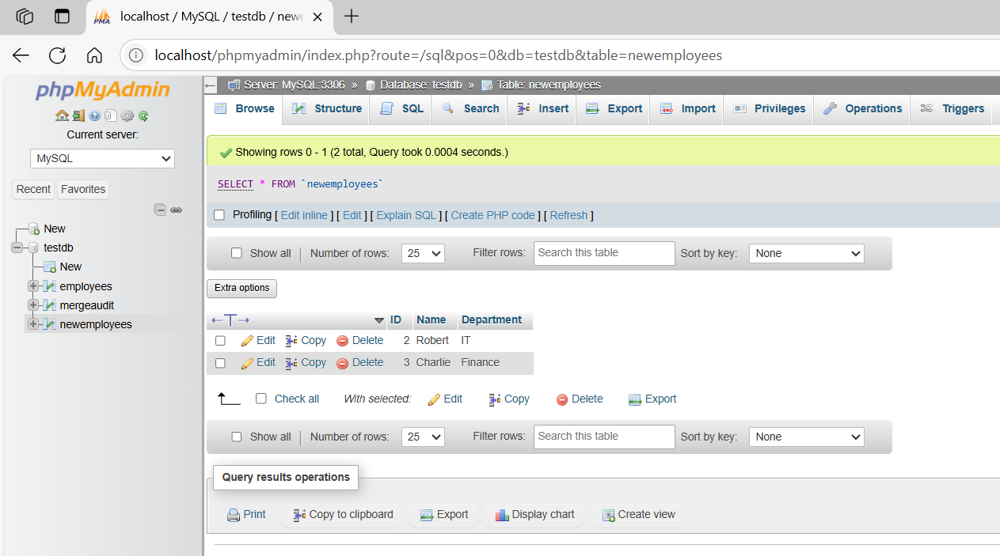 localhost / MySQL / testdb / new
localhost/phpmyadmin/index.php?route=/sql&pos=0&db=testdb&table=newemployees
phpMyAdmin
Current server:
MySQL
Recent Favorites
New
testdb
New
employees
mergeaudit
newemployees
Server: MySQL:3306 » Database: testdb » Table: newemployees
Browse Structure SQL Search Insert Export Import Privileges Operations Triggers
Showing rows 0 - 1 (2 total, Query took 0.0004 seconds.)
SELECT * FROM `newemployees`
Profiling [ Edit inline ] [ Edit ] [ Explain SQL ] [ Create PHP code ] [ Refresh ]
Show all | Number of rows: 25 Filter rows: Search this table Sort by key: None
Extra options
←T→ ID Name Department
Edit Copy Delete 2 Robert IT
Edit Copy Delete 3 Charlie Finance
Check all With selected: Edit Copy Delete Export
Show all | Number of rows: 25 Filter rows: Search this table Sort by key: None
Query results operations
Print Copy to clipboard Export Display chart Create view